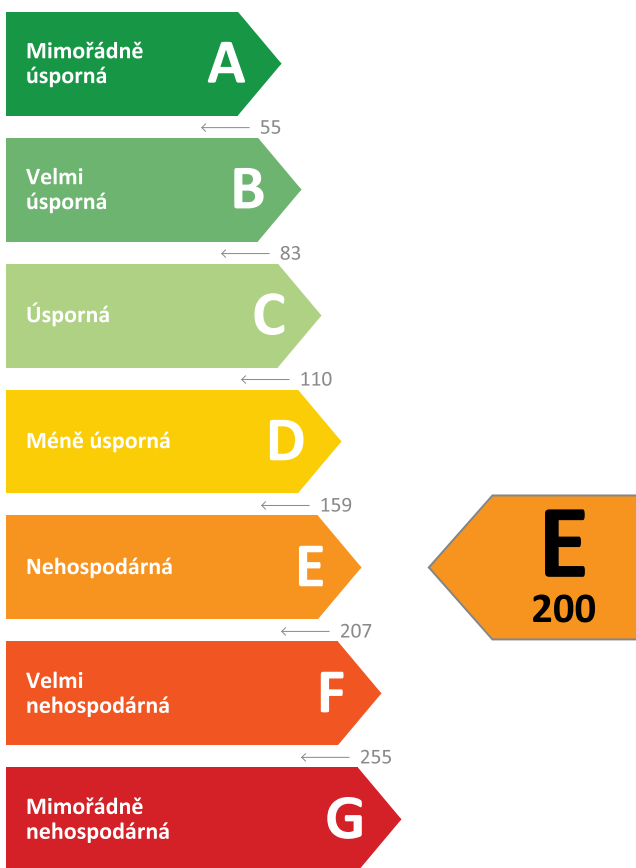 Mimořádně
úsporná
A
55
Velmi
úsporná
B
83
Úsporná
C
110
Méně úsporná
D
159
Nehospodárná
E
E
200
207
Velmi
nehospodárná
F
255
Mimořádně
nehospodárná
G